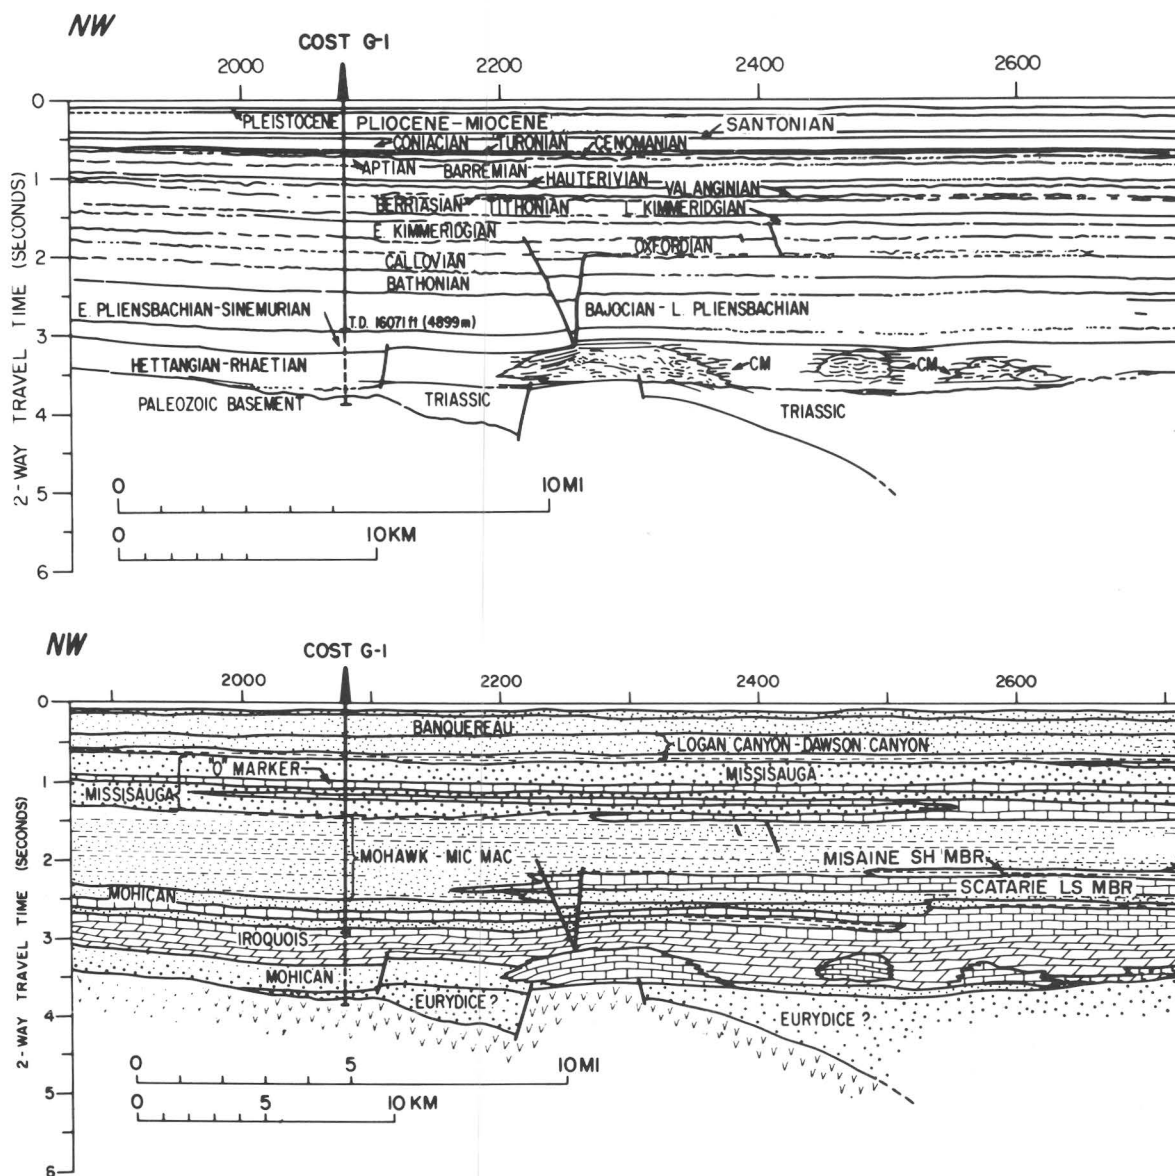 NW
COST G-1
2000 2200 2400 2600
0
PLEISTOCENE PLIOCENE-MIOCENE SANTONIAN
CONIACIAN TURONIAN CENOMANIAN
APTIAN BARREMIAN
1
HAUTERIVIAN
VALANGINIAN
BERRIASIAN TITHONIAN L. KIMMERIDGIAN
E. KIMMERIDGIAN OXFORDIAN
2
CALLOVIAN
BATHONIAN
E. PLIENSBACHIAN-SINEMURIAN BAJOCIAN-L. PLIENSBACHIAN
T.D. 16071 ft (4899m)
3
HETTANGIAN-RHAETIAN CM CM
PALEOZOIC BASEMENT TRIASSIC TRIASSIC
4
5
6
2-WAY TRAVEL TIME (SECONDS)
0 10 MI
0 10 KM
NW
COST G-1
2000 2200 2400 2600
0
BANQUEREAU
LOGAN CANYON-DAWSON CANYON
"O" MARKER MISSISAUGA
1
MISSISAUGA
2
MOHAWK-MIC MAC MISAINE SH MBR
MOHICAN SCATARIE LS MBR
3
IROQUOIS
MOHICAN
EURYDICE ? EURYDICE ?
4
5
6
2-WAY TRAVEL TIME (SECONDS)
0 5 10 MI
0 5 10 KM